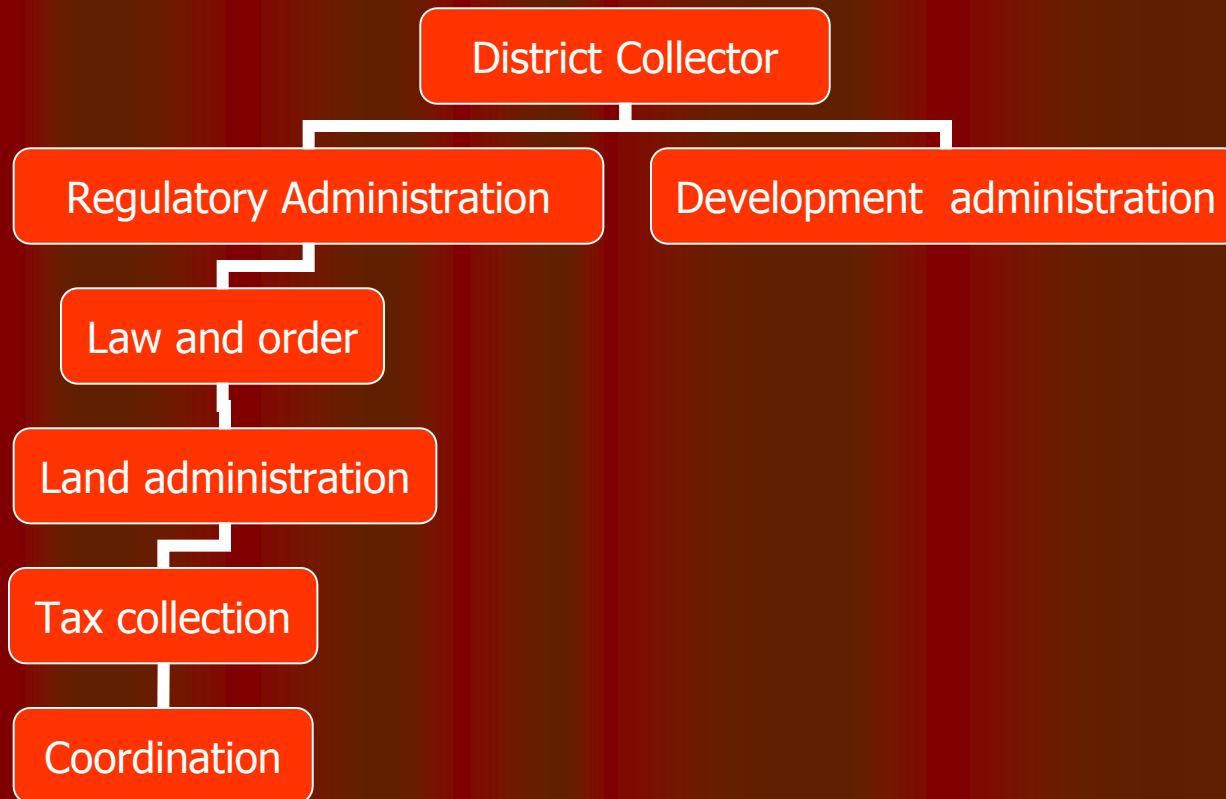 District Collector
Regulatory Administration
Development  administration
Law and order
Land administration
Tax collection
Coordination